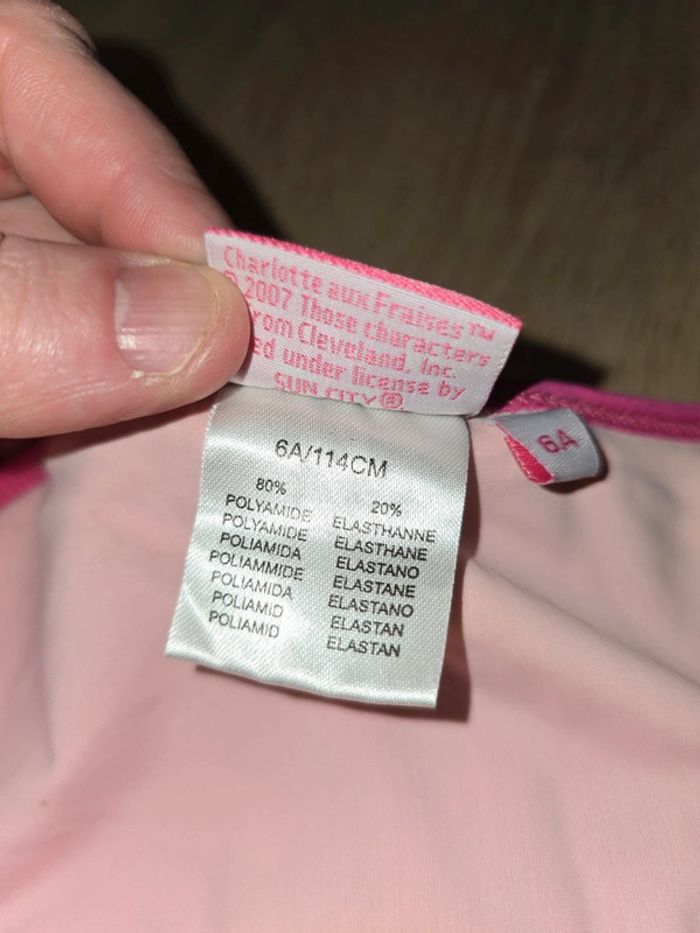 Charlotte aux Fraises™
© 2007 Those characters
rom Cleveland, Inc.
ed under license by
SUN CITY®
6A
6A/114CM
80%
POLYAMIDE
POLYAMIDE
POLIAMIDA
POLIAMMIDE
POLIAMIDA
POLIAMID
POLIAMID
20%
ELASTHANNE
ELASTHANE
ELASTANO
ELASTANE
ELASTANO
ELASTAN
ELASTAN